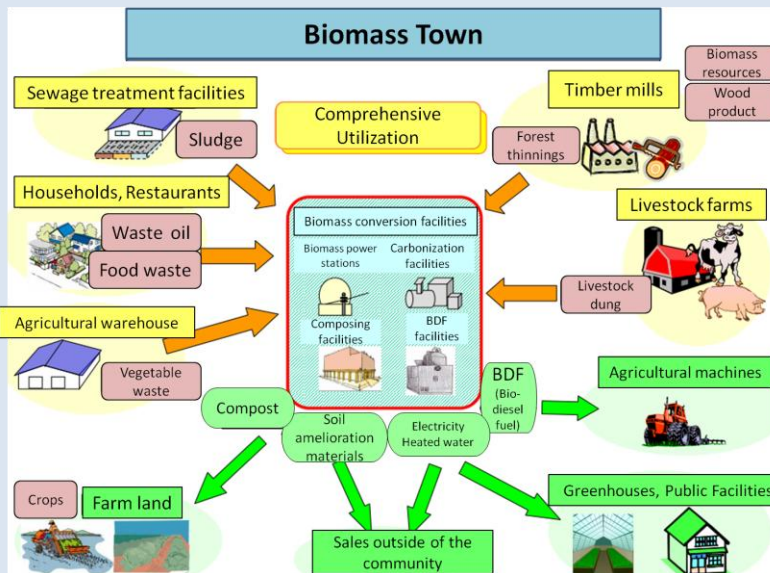 Biomass Town
Sewage treatment facilities
Sludge
Comprehensive
Utilization
Timber mills
Biomass
resources
Wood
product
Forest
thinnings
Households, Restaurants
Waste oil
Food waste
Biomass conversion facilities
Biomass power
stations
Carbonization
facilities
Composing
facilities
BDF
facilities
Livestock farms
Livestock
dung
Agricultural warehouse
Vegetable
waste
Compost
Soil
amelioration
materials
Electricity
Heated water
BDF
(Bio-
diesel
fuel)
Agricultural machines
Crops
Farm land
Sales outside of the
community
Greenhouses, Public Facilities